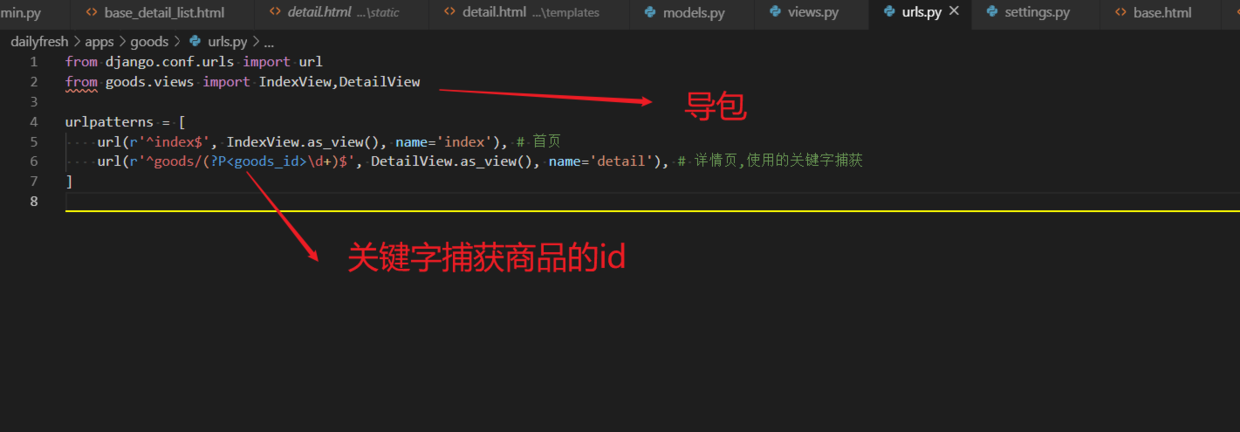 min.py base_detail_list.html detail.html ...\static detail.html ...\templates models.py views.py urls.py settings.py base.html
dailyfresh > apps > goods > urls.py > ...
1 from django.conf.urls import url
2 from goods.views import IndexView,DetailView
导包
3
4 urlpatterns = [
5 url(r'^index$', IndexView.as_view(), name='index'), # 首页
6 url(r'^goods/(?P<goods_id>\d+)$', DetailView.as_view(), name='detail'), # 详情页,使用的关键字捕获
7 ]
8
关键字捕获商品的id